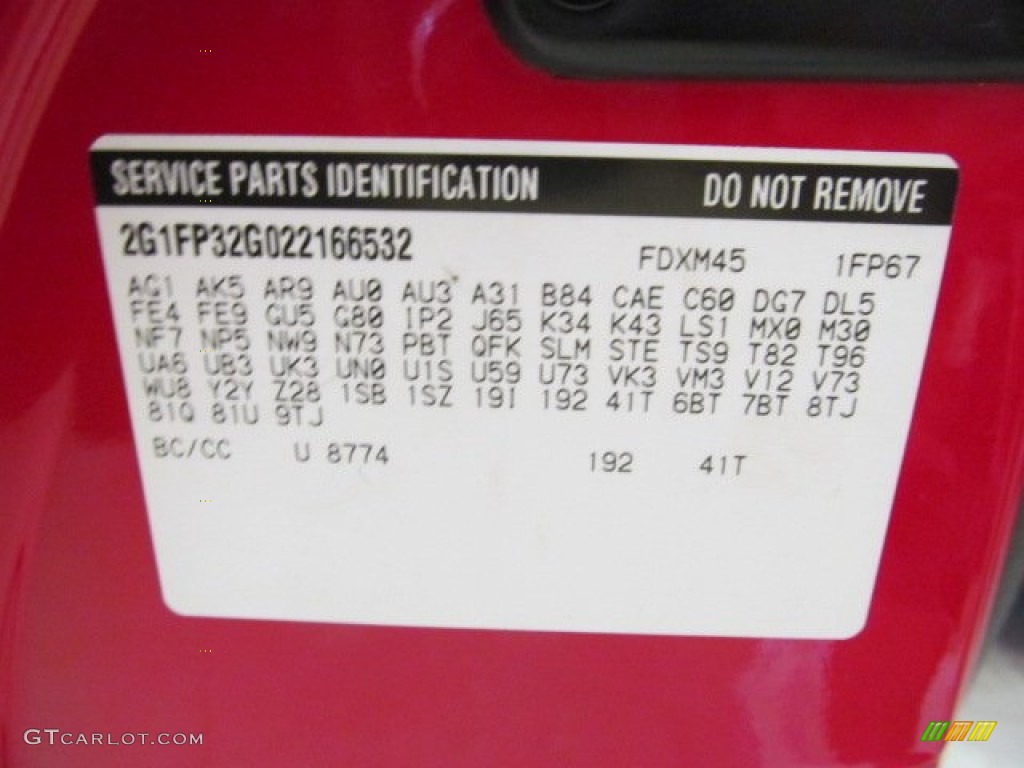 SERVICE PARTS IDENTIFICATION DO NOT REMOVE
2G1FP32G022166532 FDXM45 1FP67
AG1 AK5 AR9 AU0 AU3 A31 B84 CAE C60 DG7 DL5
FE4 FE9 GU5 G80 IP2 J65 K34 K43 LS1 MX0 M30
NF7 NP5 NW9 N73 PBT QFK SLM STE TS9 T82 T96
UA6 UB3 UK3 UN0 U1S U59 U73 VK3 VM3 V12 V73
WU8 Y2Y Z28 1SB 1SZ 19I 192 41T 6BT 7BT 8TJ
81Q 81U 9TJ
BC/CC U 8774 192 41T
GTCARLOT.COM